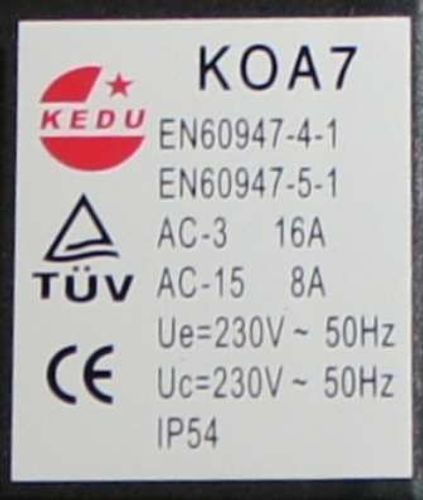 KOA7
KEDU
EN60947-4-1
EN60947-5-1
AC-3 16A
TÜV
AC-15 8A
Ue=230V ~ 50Hz
CE
Uc=230V ~ 50Hz
IP54